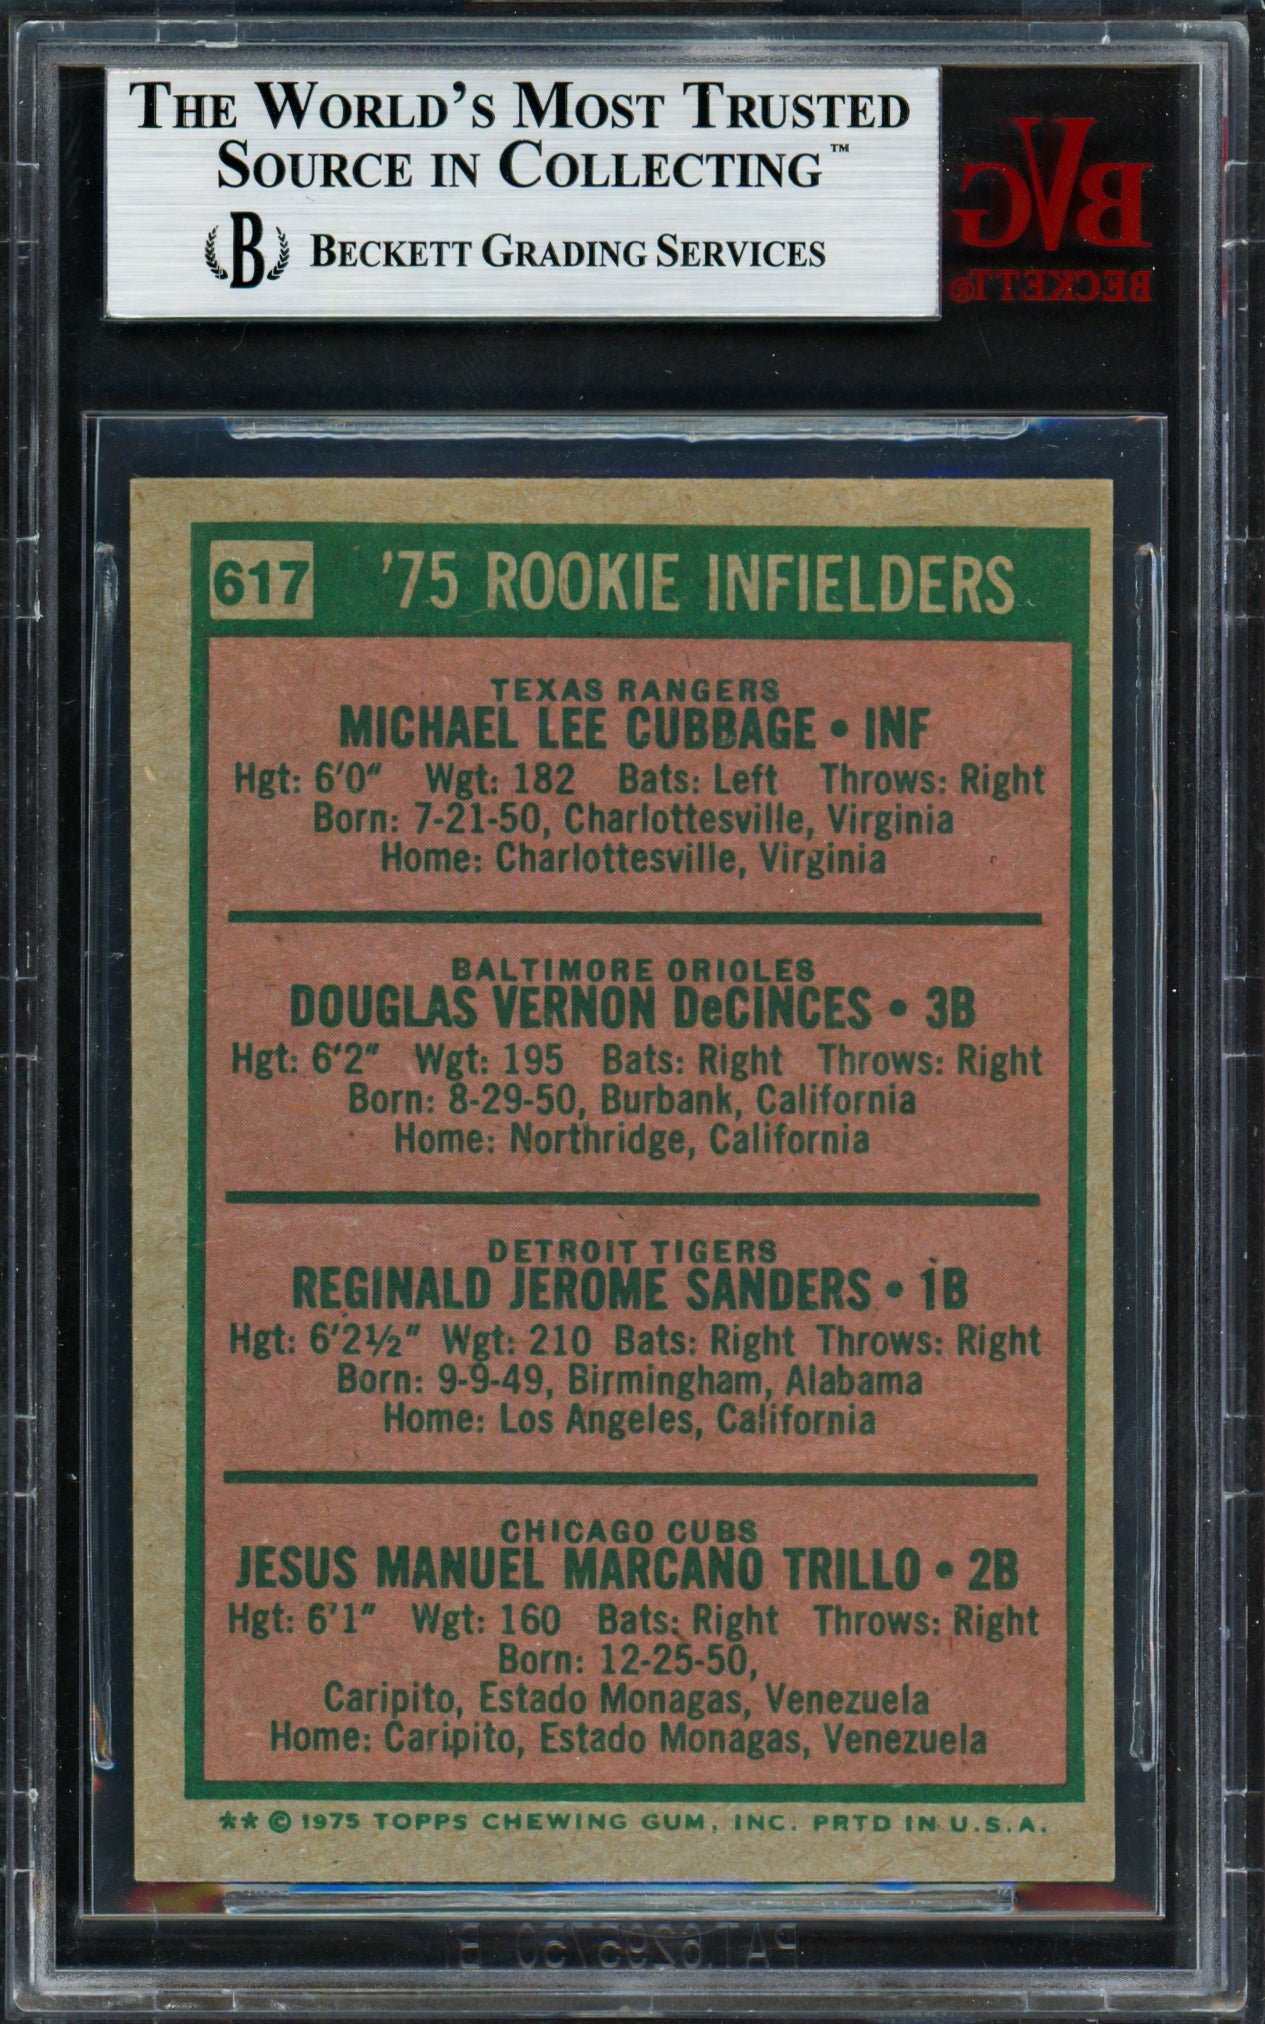 THE WORLD'S MOST TRUSTED
SOURCE IN COLLECTING™
B BECKETT GRADING SERVICES
BVG
BECKETT®
617 '75 ROOKIE INFIELDERS
TEXAS RANGERS
MICHAEL LEE CUBBAGE • INF
Hgt: 6'0" Wgt: 182 Bats: Left Throws: Right
Born: 7-21-50, Charlottesville, Virginia
Home: Charlottesville, Virginia
BALTIMORE ORIOLES
DOUGLAS VERNON DeCINCES • 3B
Hgt: 6'2" Wgt: 195 Bats: Right Throws: Right
Born: 8-29-50, Burbank, California
Home: Northridge, California
DETROIT TIGERS
REGINALD JEROME SANDERS • 1B
Hgt: 6'2½" Wgt: 210 Bats: Right Throws: Right
Born: 9-9-49, Birmingham, Alabama
Home: Los Angeles, California
CHICAGO CUBS
JESUS MANUEL MARCANO TRILLO • 2B
Hgt: 6'1" Wgt: 160 Bats: Right Throws: Right
Born: 12-25-50,
Caripito, Estado Monagas, Venezuela
Home: Caripito, Estado Monagas, Venezuela
** © 1975 TOPPS CHEWING GUM, INC. PRTD IN U.S.A.
PAT.6295750 B